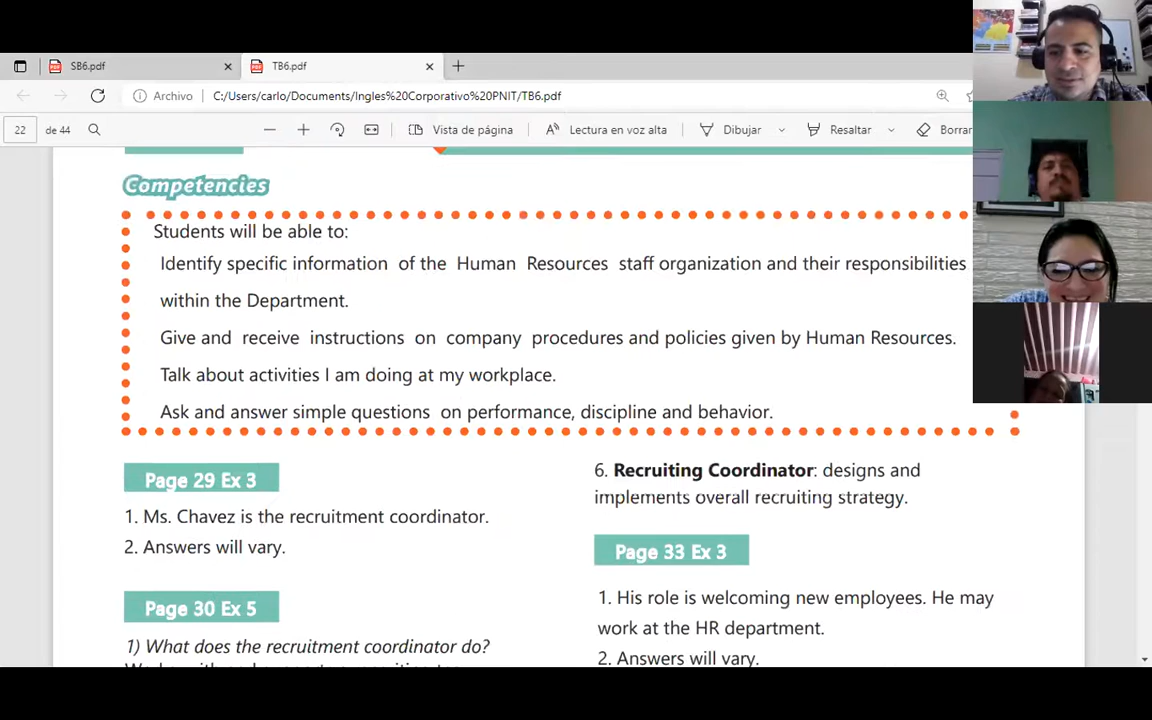 SB6.pdf
TB6.pdf
Archivo C:/Users/carlo/Documents/Ingles%20Corporativo%20PNIT/TB6.pdf
22 de 44 Vista de página Lectura en voz alta Dibujar Resaltar Borrar
Competencies
Students will be able to:
Identify specific information of the Human Resources staff organization and their responsibilities
within the Department.
Give and receive instructions on company procedures and policies given by Human Resources.
Talk about activities I am doing at my workplace.
Ask and answer simple questions on performance, discipline and behavior.
Page 29 Ex 3
1. Ms. Chavez is the recruitment coordinator.
2. Answers will vary.
Page 30 Ex 5
1) What does the recruitment coordinator do?
6. Recruiting Coordinator: designs and
implements overall recruiting strategy.
Page 33 Ex 3
1. His role is welcoming new employees. He may
work at the HR department.
2. Answers will vary.